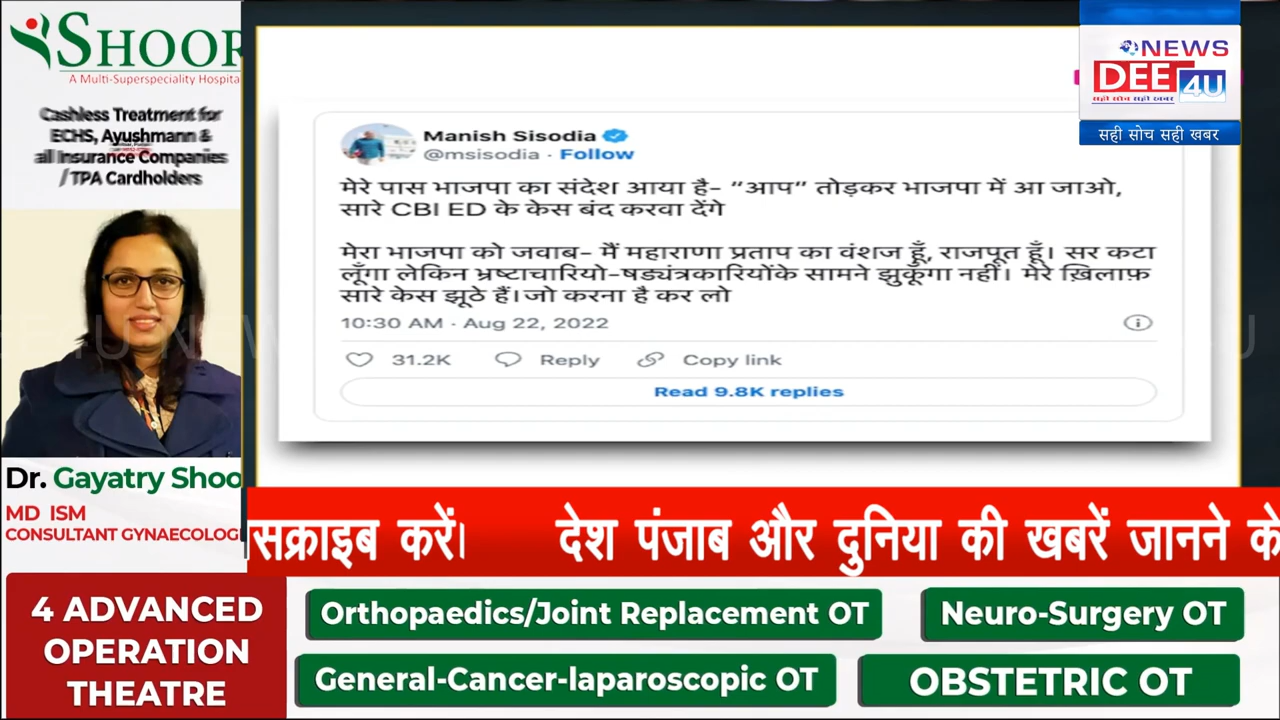 SHOOR
A Multi-Superspeciality Hospita
Cashless Treatment for
ECHS, Ayushmann &
all Insurance Companies
/ TPA Cardholders
Dr. Gayatry Shoo
MD ISM
CONSULTANT GYNAECOLOG
4 ADVANCED
OPERATION
THEATRE
NEWS
DEE 4U
सही सोच सही खबर
सही सोच सही खबर
Manish Sisodia
@msisodia · Follow
मेरे पास भाजपा का संदेश आया है- “आप” तोड़कर भाजपा में आ जाओ,
सारे CBI ED के केस बंद करवा देंगे
मेरा भाजपा को जवाब- मैं महाराणा प्रताप का वंशज हूँ, राजपूत हूँ। सर कटा
लूँगा लेकिन भ्रष्टाचारियो-षड्यंत्रकारियोंके सामने झुकूँगा नहीं। मेरे ख़िलाफ़
सारे केस झूठे हैं।जो करना है कर लो
10:30 AM · Aug 22, 2022
31.2K Reply Copy link
Read 9.8K replies
सक्राइब करें। देश पंजाब और दुनिया की खबरें जानने के
Orthopaedics/Joint Replacement OT
Neuro-Surgery OT
General-Cancer-laparoscopic OT
OBSTETRIC OT